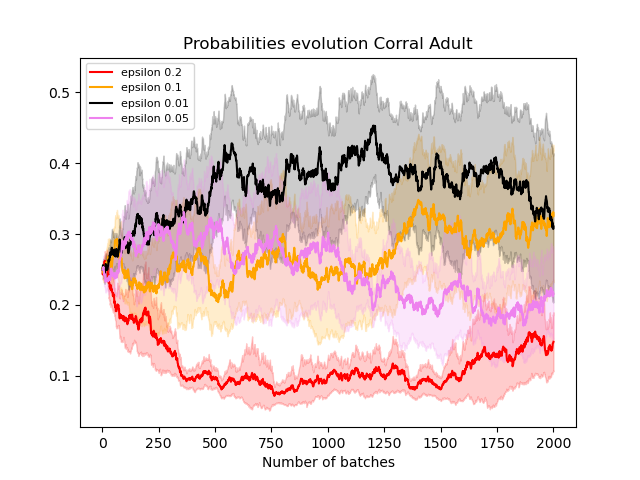 Probabilities evolution Corral Adult
epsilon 0.2
epsilon 0.1
epsilon 0.01
epsilon 0.05
0.5
0.4
0.3
0.2
0.1
0 250 500 750 1000 1250 1500 1750 2000
Number of batches